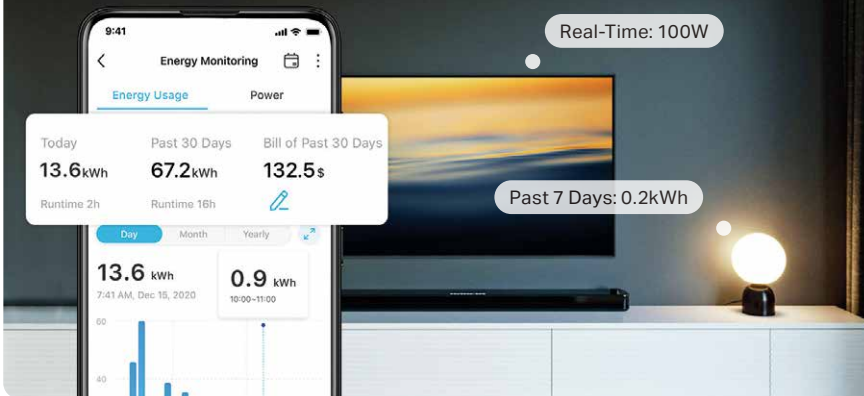 9:41
Energy Monitoring
Energy Usage Power
Today Past 30 Days Bill of Past 30 Days
13.6kWh 67.2kWh 132.5$
Runtime 2h Runtime 16h
Day Month Yearly
13.6 kWh
7:41 AM, Dec 15, 2020
0.9 kWh
10:00~11:00
60
40
Real-Time: 100W
Past 7 Days: 0.2kWh